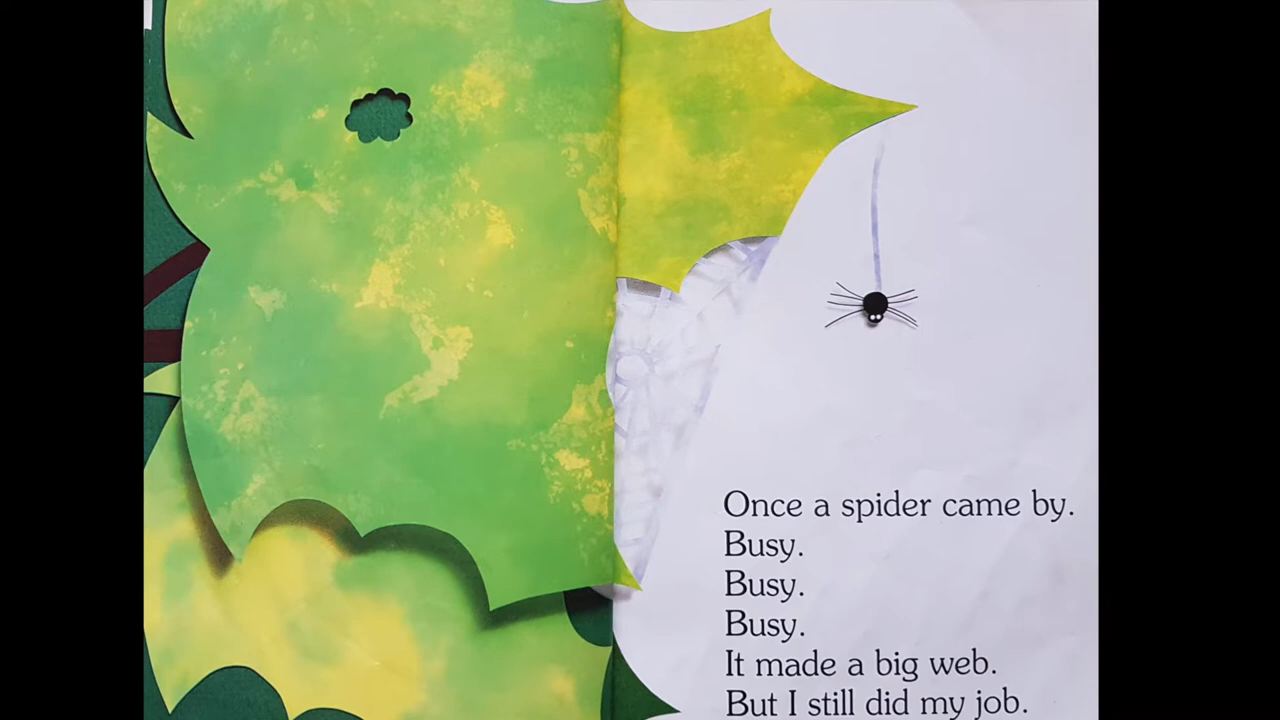 Once a spider came by.
Busy.
Busy.
Busy.
It made a big web.
But I still did my job.